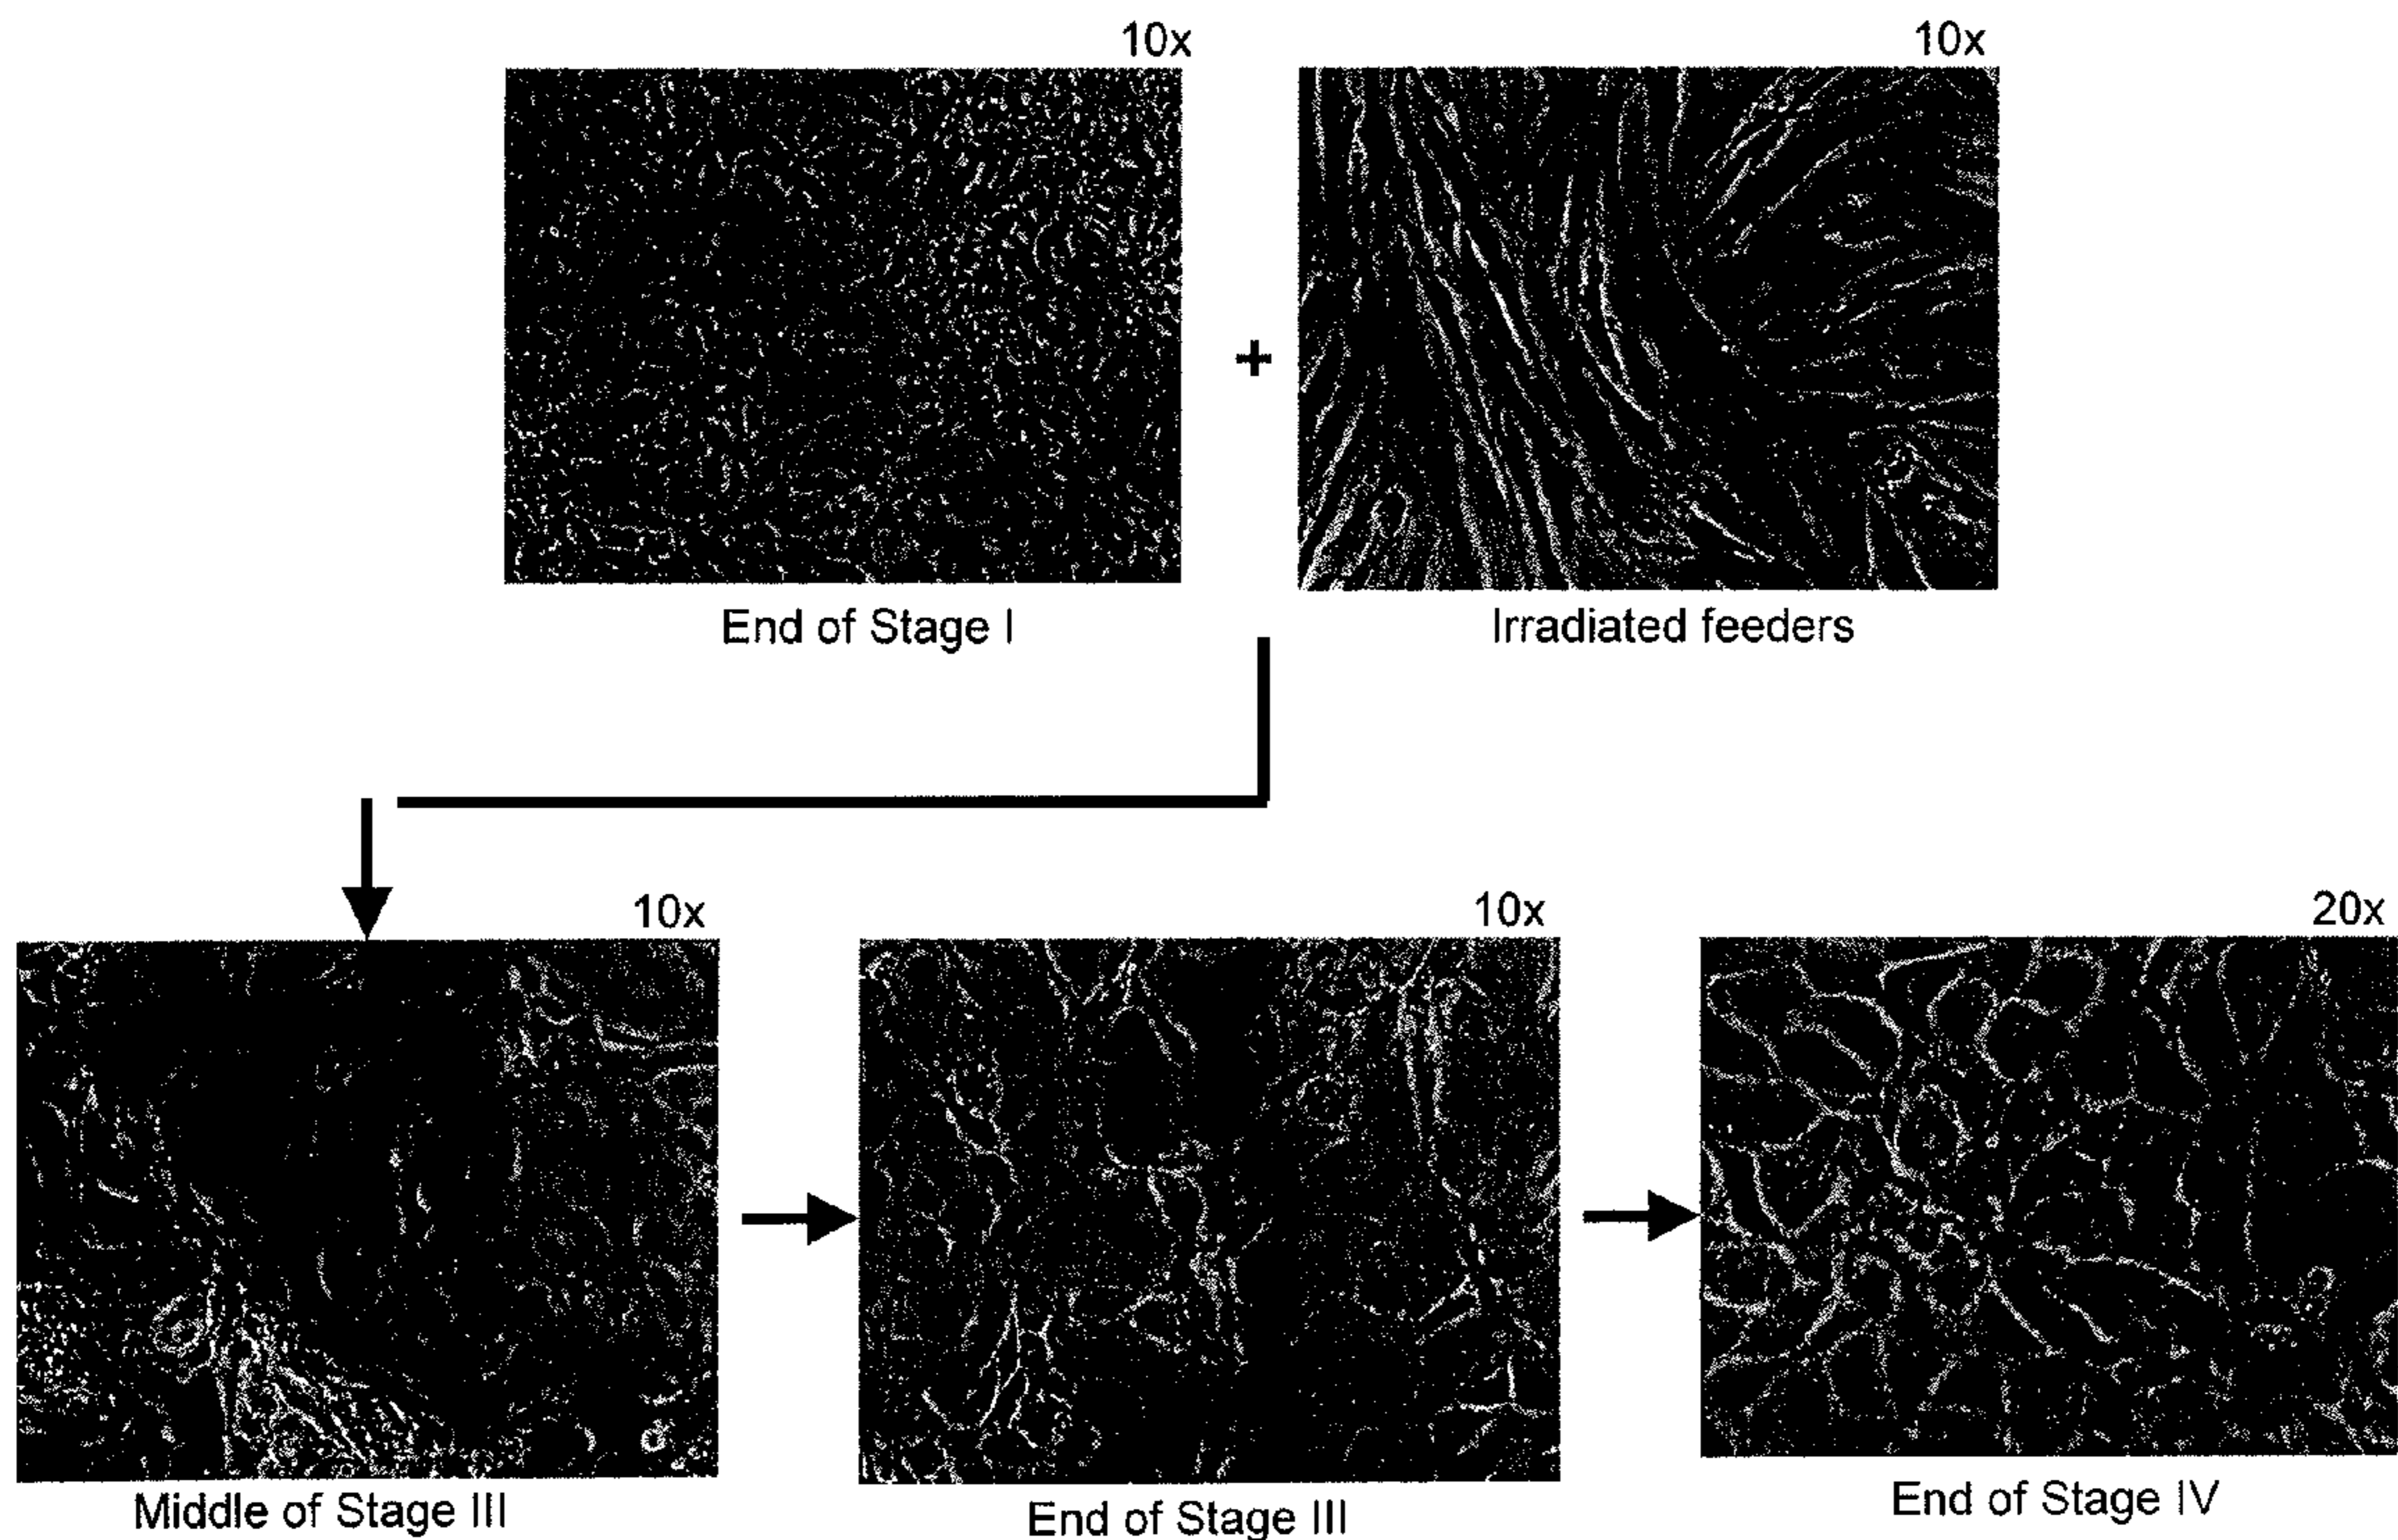 10x
10x
+
End of Stage I
Irradiated feeders
10x
10x
20x
Middle of Stage III
End of Stage III
End of Stage IV